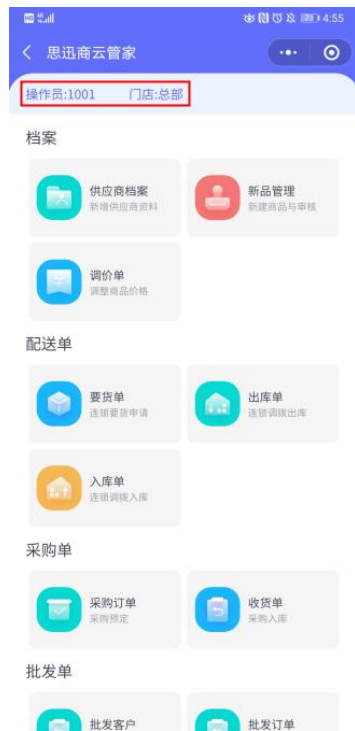 4:55
思迅商云管家
操作员:1001 门店:总部
档案
供应商档案 新品管理
新增供应商资料 新建商品与审核
调价单
调整商品价格
配送单
要货单 出库单
连锁要货申请 连锁调拨出库
入库单
连锁调拨入库
采购单
采购订单 收货单
采购预定 采购入库
批发单
批发客户 批发订单